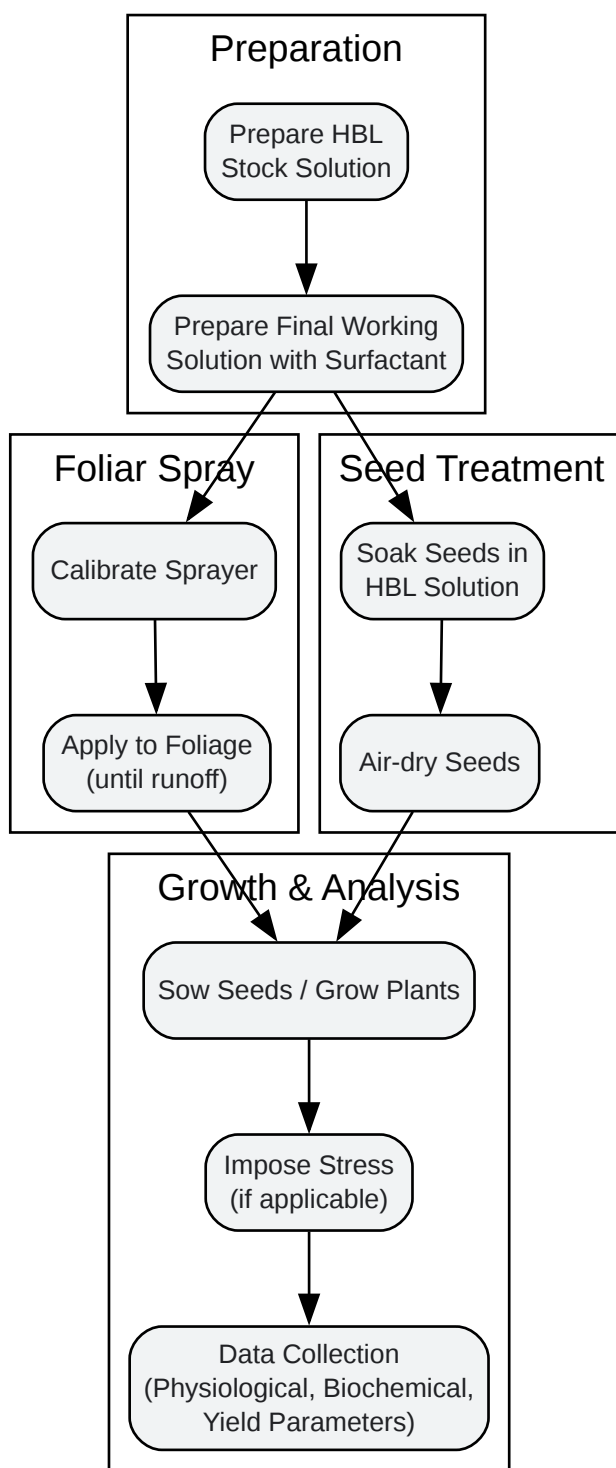 Preparation
Prepare HBL
Stock Solution
Prepare Final Working
Solution with Surfactant
Foliar Spray
Calibrate Sprayer
Apply to Foliage
(until runoff)
Seed Treatment
Soak Seeds in
HBL Solution
Air-dry Seeds
Growth & Analysis
Sow Seeds / Grow Plants
Impose Stress
(if applicable)
Data Collection
(Physiological, Biochemical,
Yield Parameters)